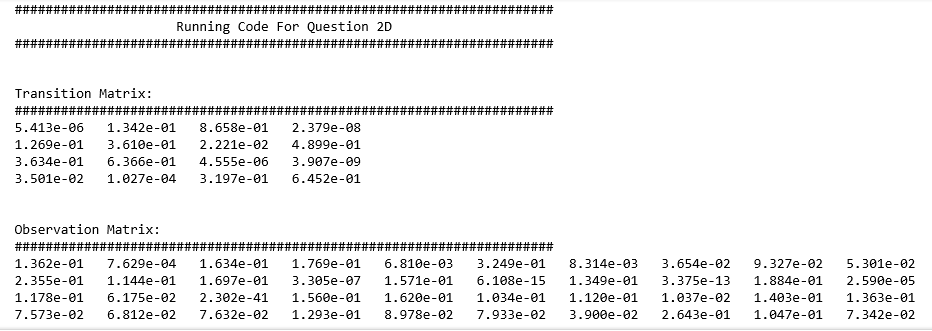 ######################################################################
Running Code For Question 2D
######################################################################
Transition Matrix:
######################################################################
5.413e-06 1.342e-01 8.658e-01 2.379e-08
1.269e-01 3.610e-01 2.221e-02 4.899e-01
3.634e-01 6.366e-01 4.555e-06 3.907e-09
3.501e-02 1.027e-04 3.197e-01 6.452e-01
Observation Matrix:
######################################################################
1.362e-01 7.629e-04 1.634e-01 1.769e-01 6.810e-03 3.249e-01 8.314e-03 3.654e-02 9.327e-02 5.301e-02
2.355e-01 1.144e-01 1.697e-01 3.305e-07 1.571e-01 6.108e-15 1.349e-01 3.375e-13 1.884e-01 2.590e-05
1.178e-01 6.175e-02 2.302e-41 1.560e-01 1.620e-01 1.034e-01 1.120e-01 1.037e-02 1.403e-01 1.363e-01
7.573e-02 6.812e-02 7.632e-02 1.293e-01 8.978e-02 7.933e-02 3.900e-02 2.643e-01 1.047e-01 7.342e-02